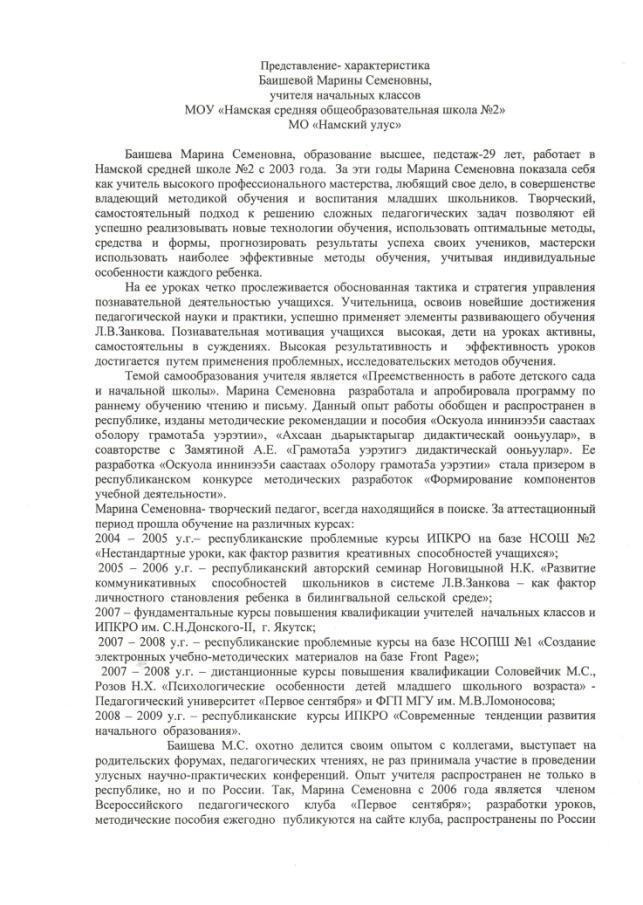 Представление- характеристика
Баишевой Марины Семеновны,
учителя начальных классов
МОУ «Намская средняя общеобразовательная школа №2»
МО «Намский улус»
Баишева Марина Семеновна, образование высшее, педстаж-29 лет, работает в
Намской средней школе №2 с 2003 года. За эти годы Марина Семеновна показала себя
как учитель высокого профессионального мастерства, любящий свое дело, в совершенстве
владеющий методикой обучения и воспитания младших школьников. Творческий,
самостоятельный подход к решению сложных педагогических задач позволяют ей
успешно реализовывать новые технологии обучения, использовать оптимальные методы,
средства и формы, прогнозировать результаты успеха своих учеников, мастерски
использовать наиболее эффективные методы обучения, учитывая индивидуальные
особенности каждого ребенка.
На ее уроках четко прослеживается обоснованная тактика и стратегия управления
познавательной деятельностью учащихся. Учительница, освоив новейшие достижения
педагогической науки и практики, успешно применяет элементы развивающего обучения
Л.В.Занкова. Познавательная мотивация учащихся высокая, дети на уроках активны,
самостоятельны в суждениях. Высокая результативность и эффективность уроков
достигается путем применения проблемных, исследовательских методов обучения.
Темой самообразования учителя является «Преемственность в работе детского сада
и начальной школы». Марина Семеновна разработала и апробировала программу по
раннему обучению чтению и письму. Данный опыт работы обобщен и распространен в
республике, изданы методические рекомендации и пособия «Оскуола иннинээ5и саастаах
о5олору грамота5а уэрэтии», «Ахсаан дьарыктарыгар дидактическай ооньуулар», в
соавторстве с Замятиной А.Е. «Грамота5а уэрэтигэ дидактическай ооньуулар». Ее
разработка «Оскуола иннинээ5и саастаах о5олору грамота5а уэрэтии» стала призером в
республиканском конкурсе методических разработок «Формирование компонентов
учебной деятельности».
Марина Семеновна- творческий педагог, всегда находящийся в поиске. За аттестационный
период прошла обучение на различных курсах:
2004 – 2005 у.г.– республиканские проблемные курсы ИПКРО на базе НСОШ №2
«Нестандартные уроки, как фактор развития креативных способностей учащихся»;
2005 – 2006 у.г. – республиканский авторский семинар Ноговицыной Н.К. «Развитие
коммуникативных способностей школьников в системе Л.В.Занкова – как фактор
личностного становления ребенка в билингвальной сельской среде»;
2007 – фундаментальные курсы повышения квалификации учителей начальных классов и
ИПКРО им. С.Н.Донского-II, г. Якутск;
2007 – 2008 у.г. – республиканские проблемные курсы на базе НСОПШ №1 «Создание
электронных учебно-методических материалов на базе Front Page»;
2007 – 2008 у.г. – дистанционные курсы повышения квалификации Соловейчик М.С.,
Розов Н.Х. «Психологические особенности детей младшего школьного возраста» -
Педагогический университет «Первое сентября» и ФГП МГУ им. М.В.Ломоносова;
2008 – 2009 у.г. – республиканские курсы ИПКРО «Современные тенденции развития
начального образования».
Баишева М.С. охотно делится своим опытом с коллегами, выступает на
родительских форумах, педагогических чтениях, не раз принимала участие в проведении
улусных научно-практических конференций. Опыт учителя распространен не только в
республике, но и по России. Так, Марина Семеновна с 2006 года является членом
Всероссийского педагогического клуба «Первое сентября»; разработки уроков,
методические пособия ежегодно публикуются на сайте клуба, распространены по России